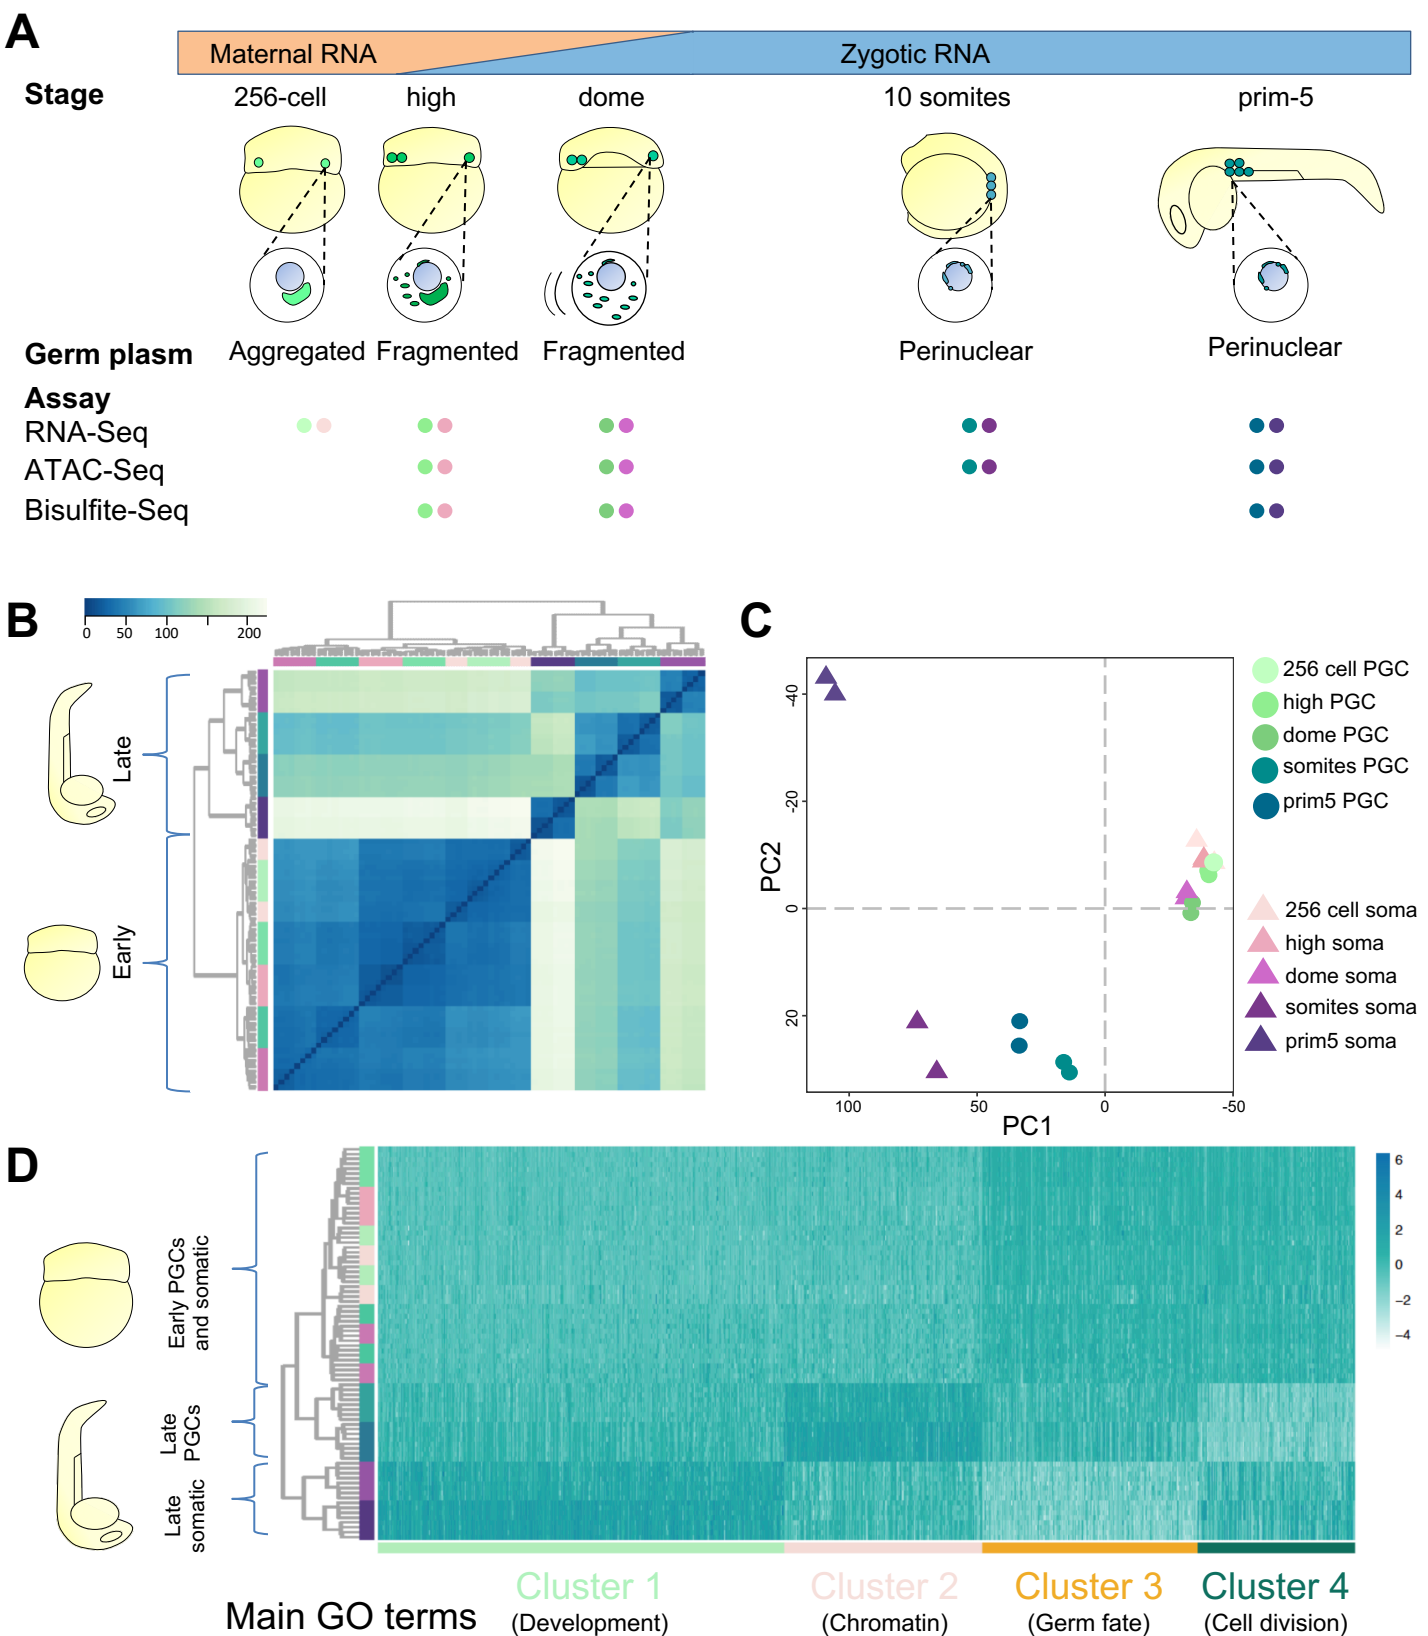 A
Maternal RNA
Zygotic RNA
Stage
256-cell
high
dome
10 somites
prim-5
Germ plasm
Aggregated
Fragmented
Fragmented
Perinuclear
Perinuclear
Assay
RNA-Seq
ATAC-Seq
Bisulfite-Seq
B
0
50
100
200
Late
Early
C
PC2
-40
-20
0
20
100
50
0
-50
PC1
256 cell PGC
high PGC
dome PGC
somites PGC
prim5 PGC
256 cell soma
high soma
dome soma
somites soma
prim5 soma
D
Early PGCs
and somatic
Late
PGCs
Late
somatic
6
4
2
0
−2
−4
Main GO terms
Cluster 1
(Development)
Cluster 2
(Chromatin)
Cluster 3
(Germ fate)
Cluster 4
(Cell division)